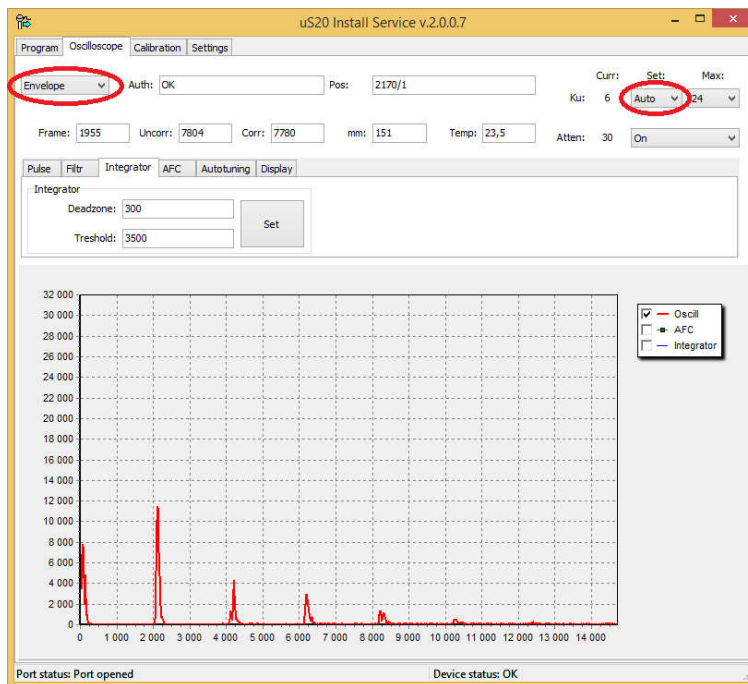 uS20 Install Service v.2.0.0.7
Program Oscilloscope Calibration Settings
Curr: Set: Max:
Envelope Auth: OK Pos: 2170/1
Ku: 6 Auto 24
Frame: 1955 Uncorr: 7804 Corr: 7780 mm: 151 Temp: 23,5
Atten: 30 On
Pulse Filtr Integrator AFC Autotuning Display
Integrator
Deadzone: 300
Set
Treshold: 3500
32 000
30 000
28 000
26 000
24 000
22 000
20 000
18 000
16 000
14 000
12 000
10 000
8 000
6 000
4 000
2 000
0
0 1 000 2 000 3 000 4 000 5 000 6 000 7 000 8 000 9 000 10 000 11 000 12 000 13 000 14 000
Oscill
AFC
Integrator
Port status: Port opened Device status: OK